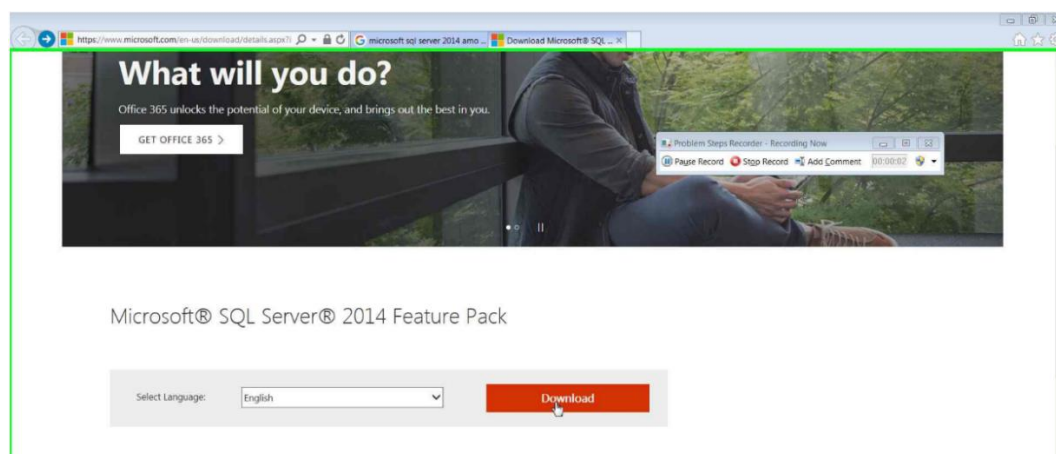 https://www.microsoft.com/en-us/download/details.aspx?i
microsoft sql server 2014 amo ...
Download Microsoft® SQL ...
What will you do?
Office 365 unlocks the potential of your device, and brings out the best in you.
GET OFFICE 365 >
Problem Steps Recorder - Recording Now
Pause Record Stop Record Add Comment 00:00:02
Microsoft® SQL Server® 2014 Feature Pack
Select Language: English Download